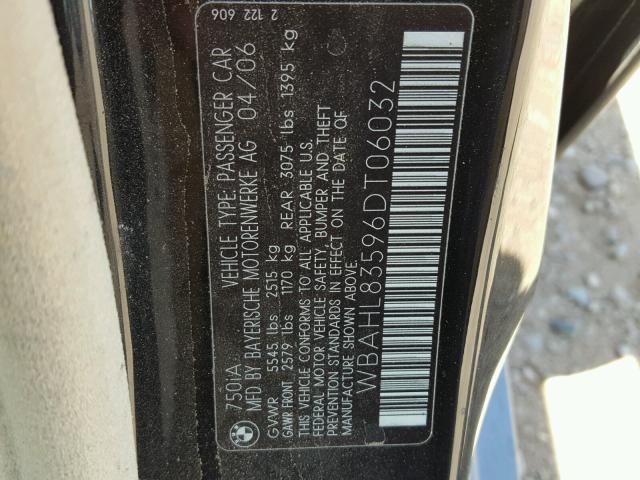 2 122 606
750iA
VEHICLE TYPE: PASSENGER CAR
MFD BY BAYERISCHE MOTORENWERKE AG 04/06
GVWR 5545 lbs 2515 kg
GAWR FRONT 2579 lbs 1170 kg REAR 3075 lbs 1395 kg
THIS VEHICLE CONFORMS TO ALL APPLICABLE U.S.
FEDERAL MOTOR VEHICLE SAFETY, BUMPER AND THEFT
PREVENTION STANDARDS IN EFFECT ON THE DATE OF
MANUFACTURE SHOWN ABOVE.
WBAHL83596DT06032